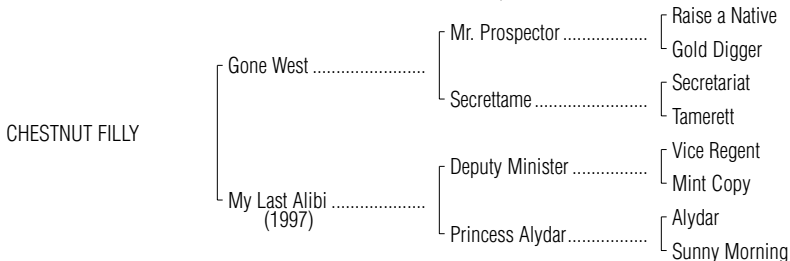 Raise a Native
Mr. Prospector ...................
Gold Digger
Gone West .........................
Secretariat
Secrettame .........................
Tamerett
CHESTNUT FILLY
Vice Regent
Deputy Minister .................
Mint Copy
My Last Alibi .....................
(1997)
Alydar
Princess Alydar..................
Sunny Morning